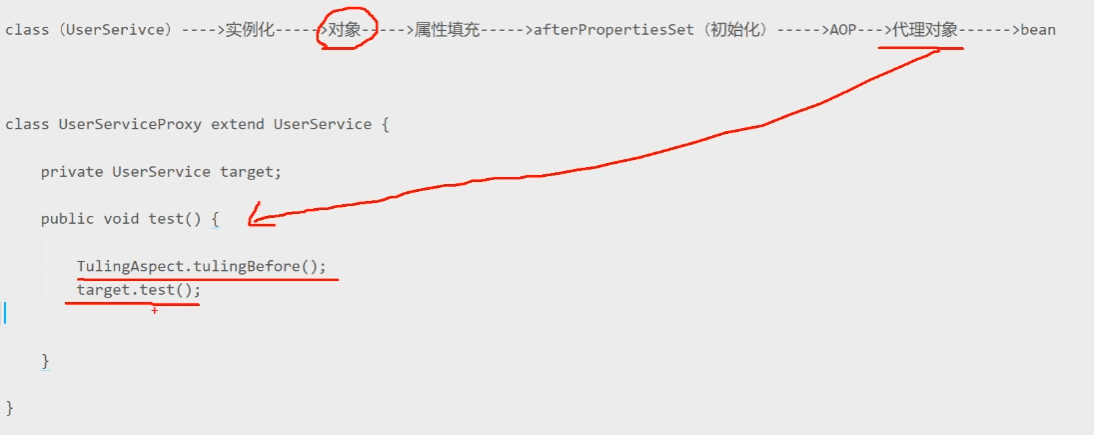 class（UserSerivce）---->实例化----->对象----->属性填充----->afterPropertiesSet（初始化）----->AOP--->代理对象------>bean
class UserServiceProxy extend UserService {
private UserService target;
public void test() {
TulingAspect.tulingBefore();
target.test();
}
}